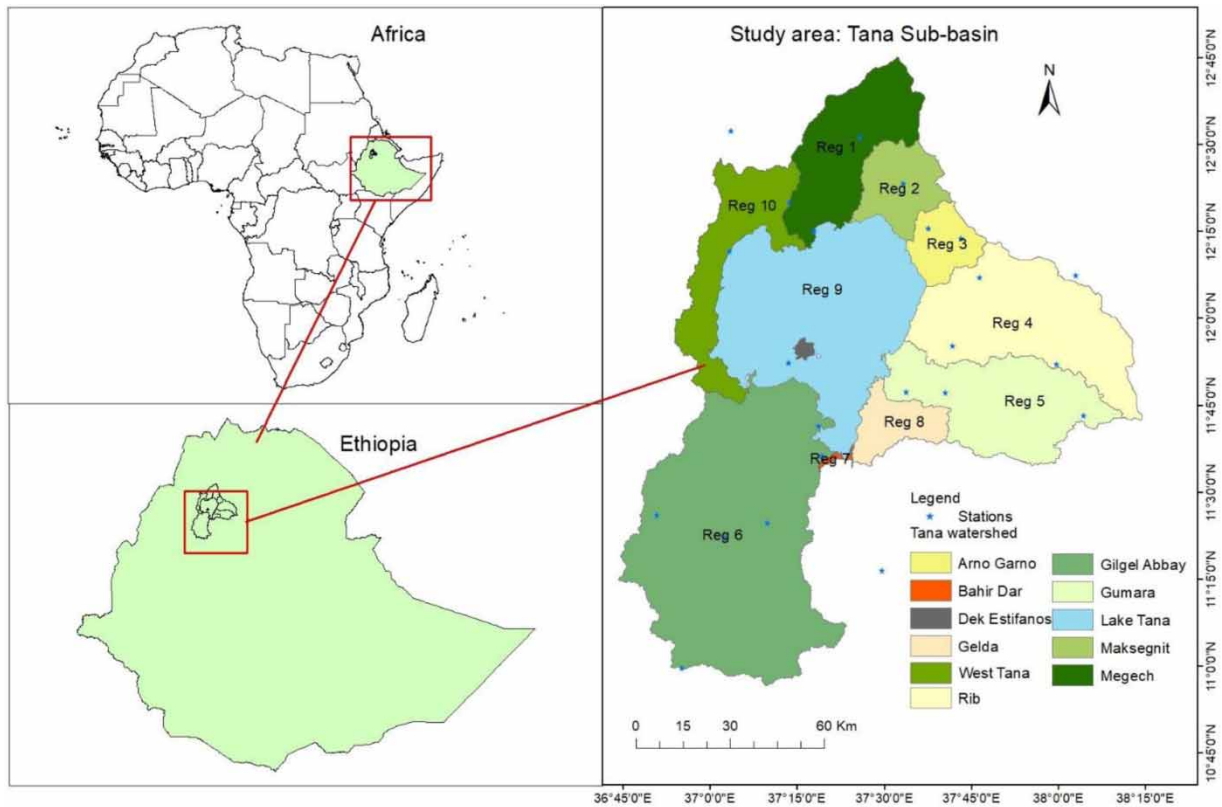 Africa
Ethiopia
Study area: Tana Sub-basin
N
Reg 1
Reg 2
Reg 10
Reg 3
Reg 9
Reg 4
Reg 5
Reg 8
Reg 7
Reg 6
Legend
Stations
Tana watershed
Arno Garno
Bahir Dar
Dek Estifanos
Gelda
West Tana
Rib
Gilgel Abbay
Gumara
Lake Tana
Maksegnit
Megech
0 15 30 60 Km
12°45'0"N
12°30'0"N
12°15'0"N
12°0'0"N
11°45'0"N
11°30'0"N
11°15'0"N
11°0'0"N
10°45'0"N
36°45'0"E 37°0'0"E 37°15'0"E 37°30'0"E 37°45'0"E 38°0'0"E 38°15'0"E